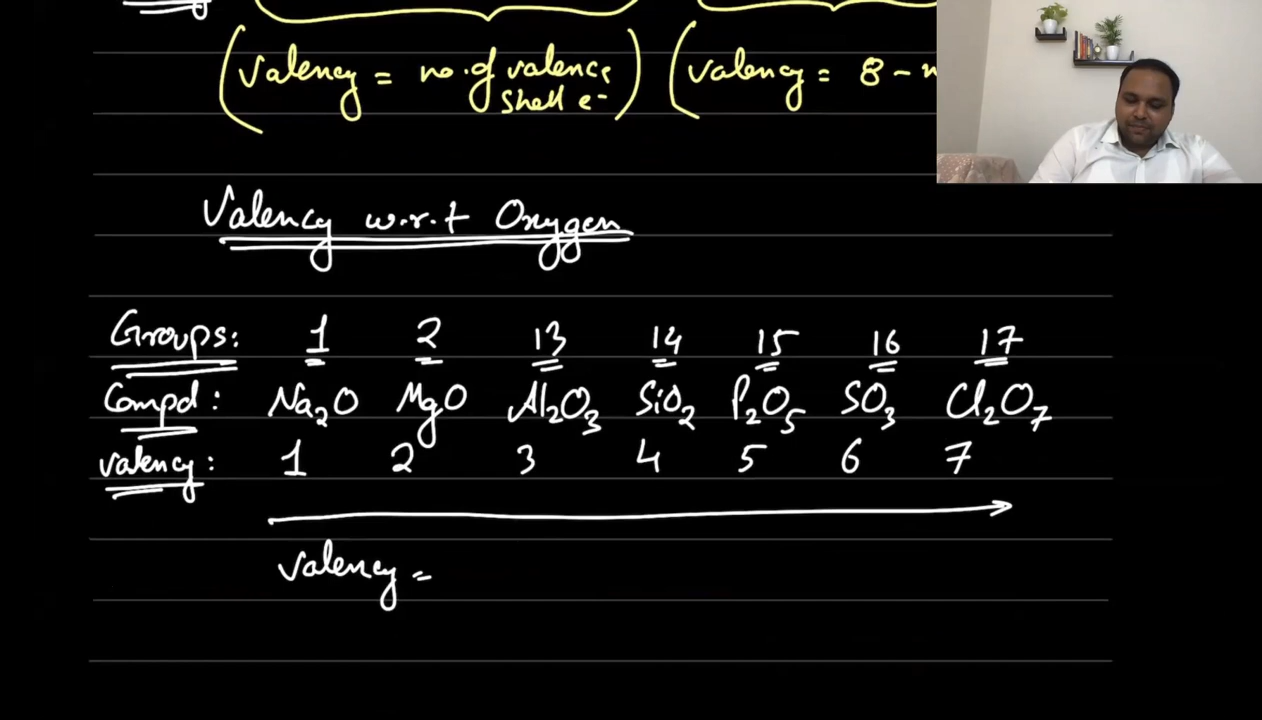 (Valency = no. of valence shell e-) (Valency = 8 -
Valency w.r.t Oxygen
Groups: 1 2 13 14 15 16 17
Compd: Na₂O MgO Al₂O₃ SiO₂ P₂O₅ SO₃ Cl₂O₇
valency: 1 2 3 4 5 6 7
Valency =